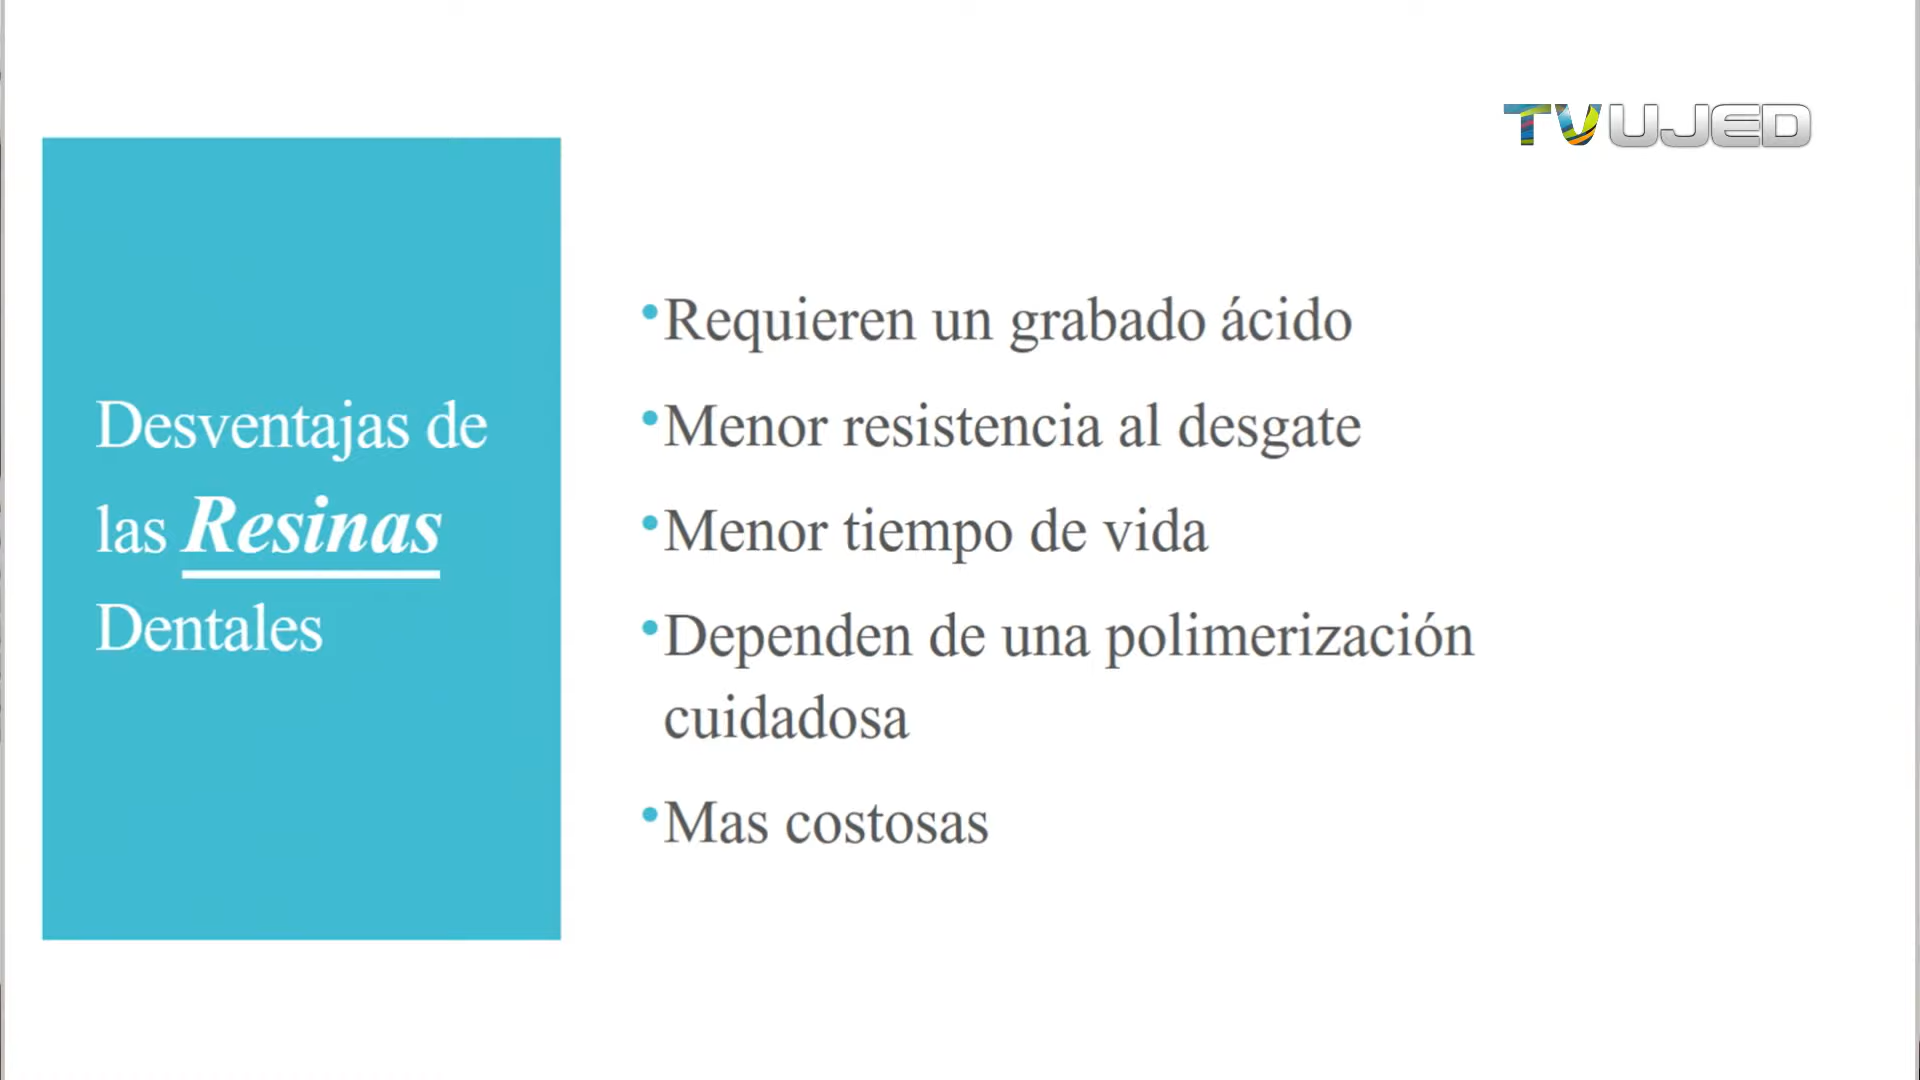 TVUJED
Desventajas de
las Resinas
Dentales
•Requieren un grabado ácido
•Menor resistencia al desgate
•Menor tiempo de vida
•Dependen de una polimerización
cuidadosa
•Mas costosas